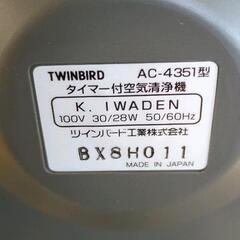 TWINBIRD AC-4351型
タイマー付空気清浄機
K. IWADEN
100V 30/28W 50/60Hz
ツインバード工業株式会社
BX8H011
MADE IN JAPAN